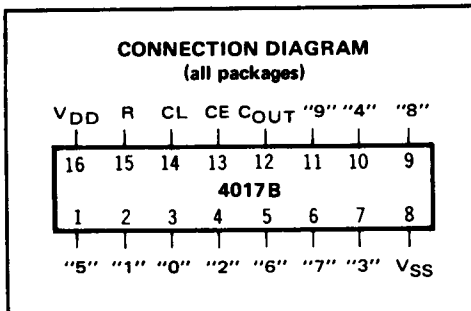 CONNECTION DIAGRAM
(all packages)
VDD R CL CE COUT "9" "4" "8"
16 15 14 13 12 11 10 9
4017B
1 2 3 4 5 6 7 8
"5" "1" "0" "2" "6" "7" "3" VSS